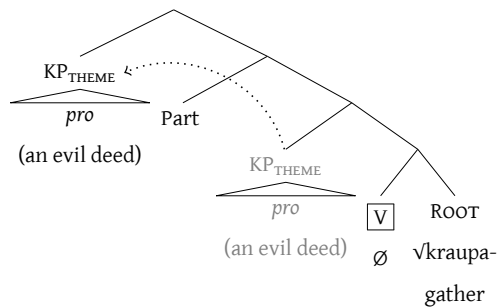 KP_THEME
pro
(an evil deed)
Part
KP_THEME
pro
(an evil deed)
V
Ø
ROOT
√kraupa-
gather